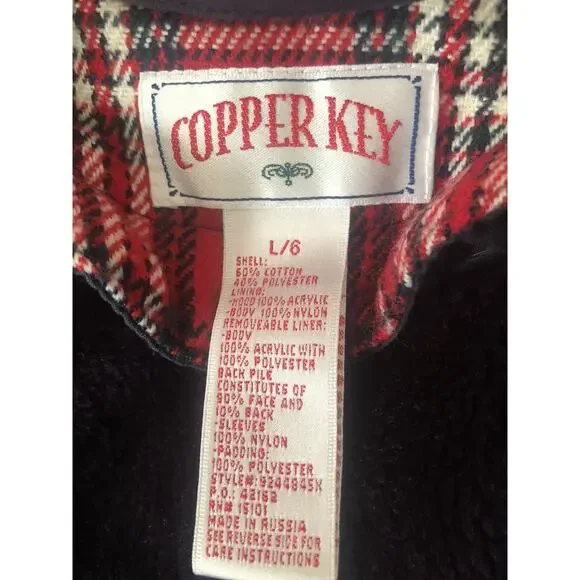 COPPER KEY
L/6
SHELL:
60% COTTON
40% POLYESTER
LINING:
-HOOD 100% ACRYLIC
-BODY 100% NYLON
REMOVEABLE LINER:
-BODY
100% ACRYLIC WITH
100% POLYESTER
BACK PILE
CONSTITUTES OF
90% FACE AND
10% BACK
-SLEEVES
100% NYLON
-PADDING:
100% POLYESTER
STYLE#: 9244845X
P.O.: 42162
RN# 15101
MADE IN RUSSIA
SEE REVERSE SIDE FOR
CARE INSTRUCTIONS